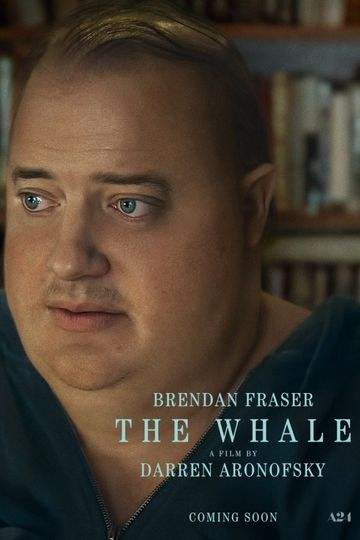 BRENDAN FRASER
THE WHALE
A FILM BY
DARREN ARONOFSKY
COMING SOON
A24